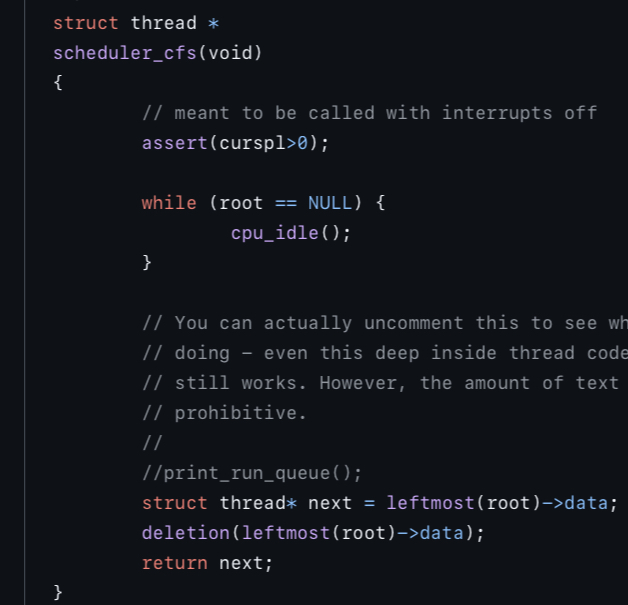 struct thread *
scheduler_cfs(void)
{
        // meant to be called with interrupts off
        assert(curspl>0);

        while (root == NULL) {
                cpu_idle();
        }

        // You can actually uncomment this to see
        // doing – even this deep inside thread code
        // still works. However, the amount of text
        // prohibitive.
        //
        //print_run_queue();
        struct thread* next = leftmost(root)->data;
        deletion(leftmost(root)->data);
        return next;
}